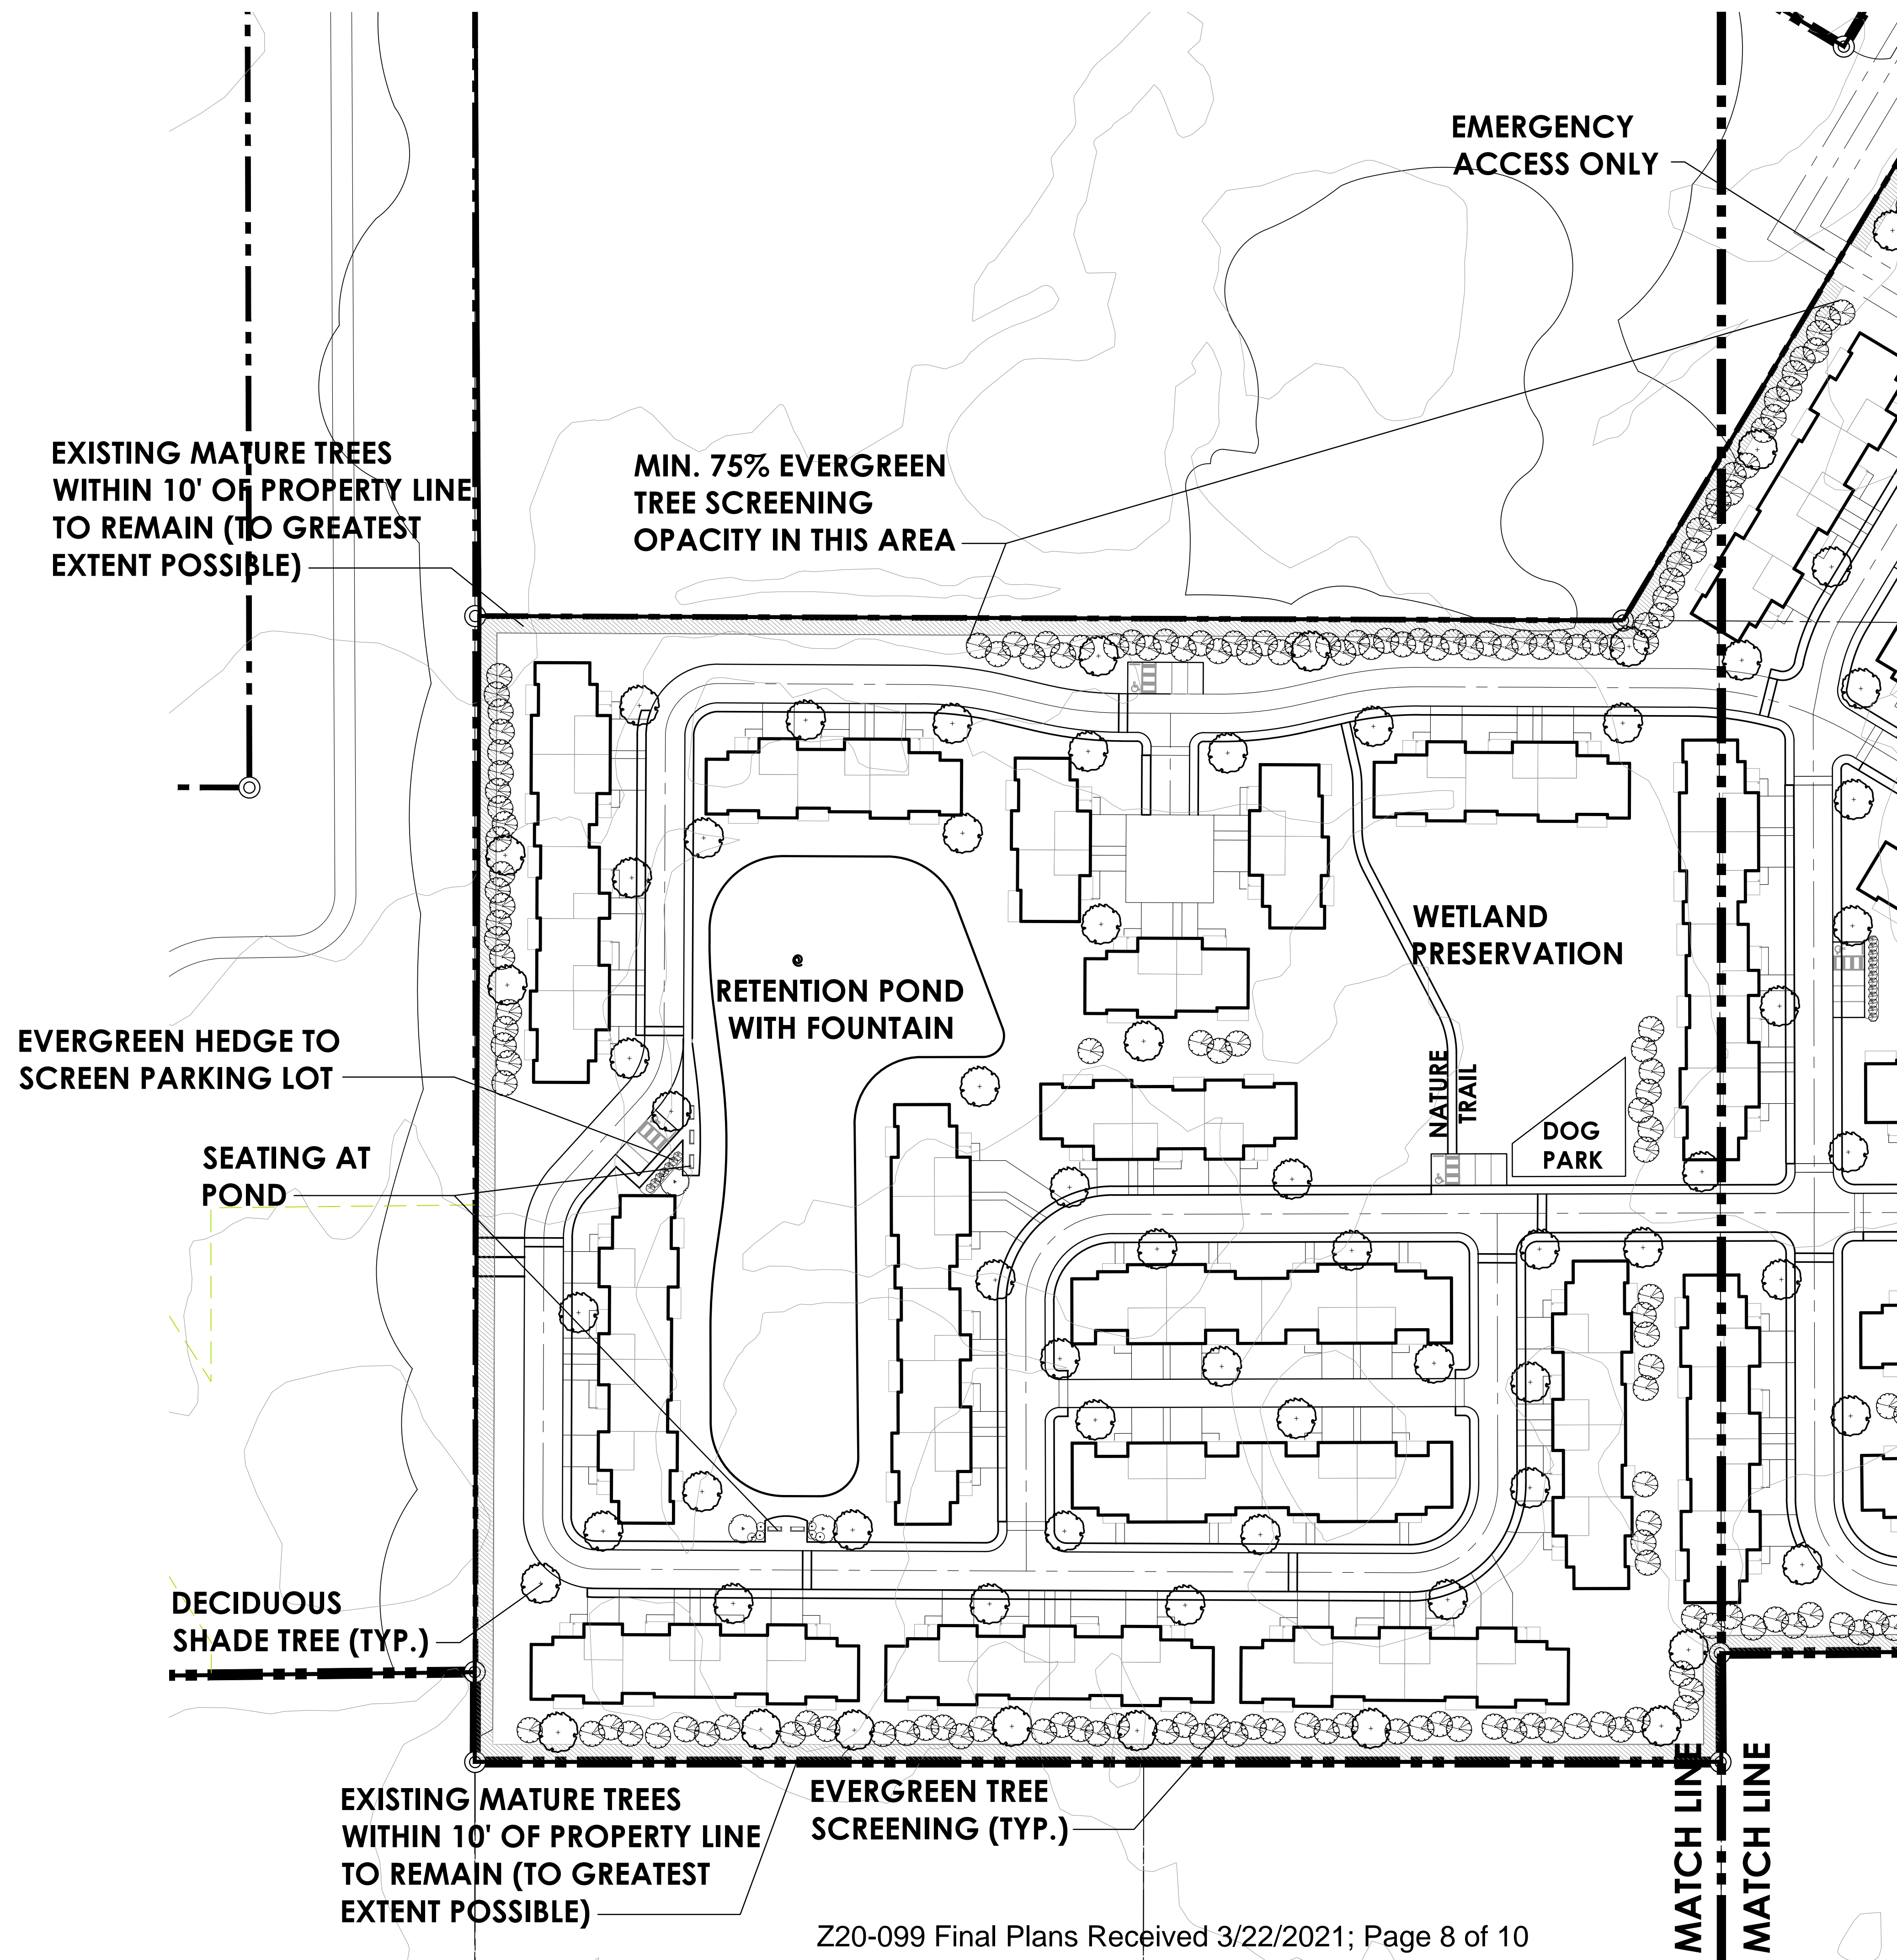 EMERGENCY
ACCESS ONLY
EXISTING MATURE TREES
WITHIN 10' OF PROPERTY LINE
TO REMAIN (TO GREATEST
EXTENT POSSIBLE)
MIN. 75% EVERGREEN
TREE SCREENING
OPACITY IN THIS AREA
WETLAND
PRESERVATION
RETENTION POND
WITH FOUNTAIN
EVERGREEN HEDGE TO
SCREEN PARKING LOT
NATURE
TRAIL
DOG
PARK
SEATING AT
POND
DECIDUOUS
SHADE TREE (TYP.)
EXISTING MATURE TREES
WITHIN 10' OF PROPERTY LINE
TO REMAIN (TO GREATEST
EXTENT POSSIBLE)
EVERGREEN TREE
SCREENING (TYP.)
MATCH LINE
MATCH LINE
Z20-099 Final Plans Received 3/22/2021; Page 8 of 10